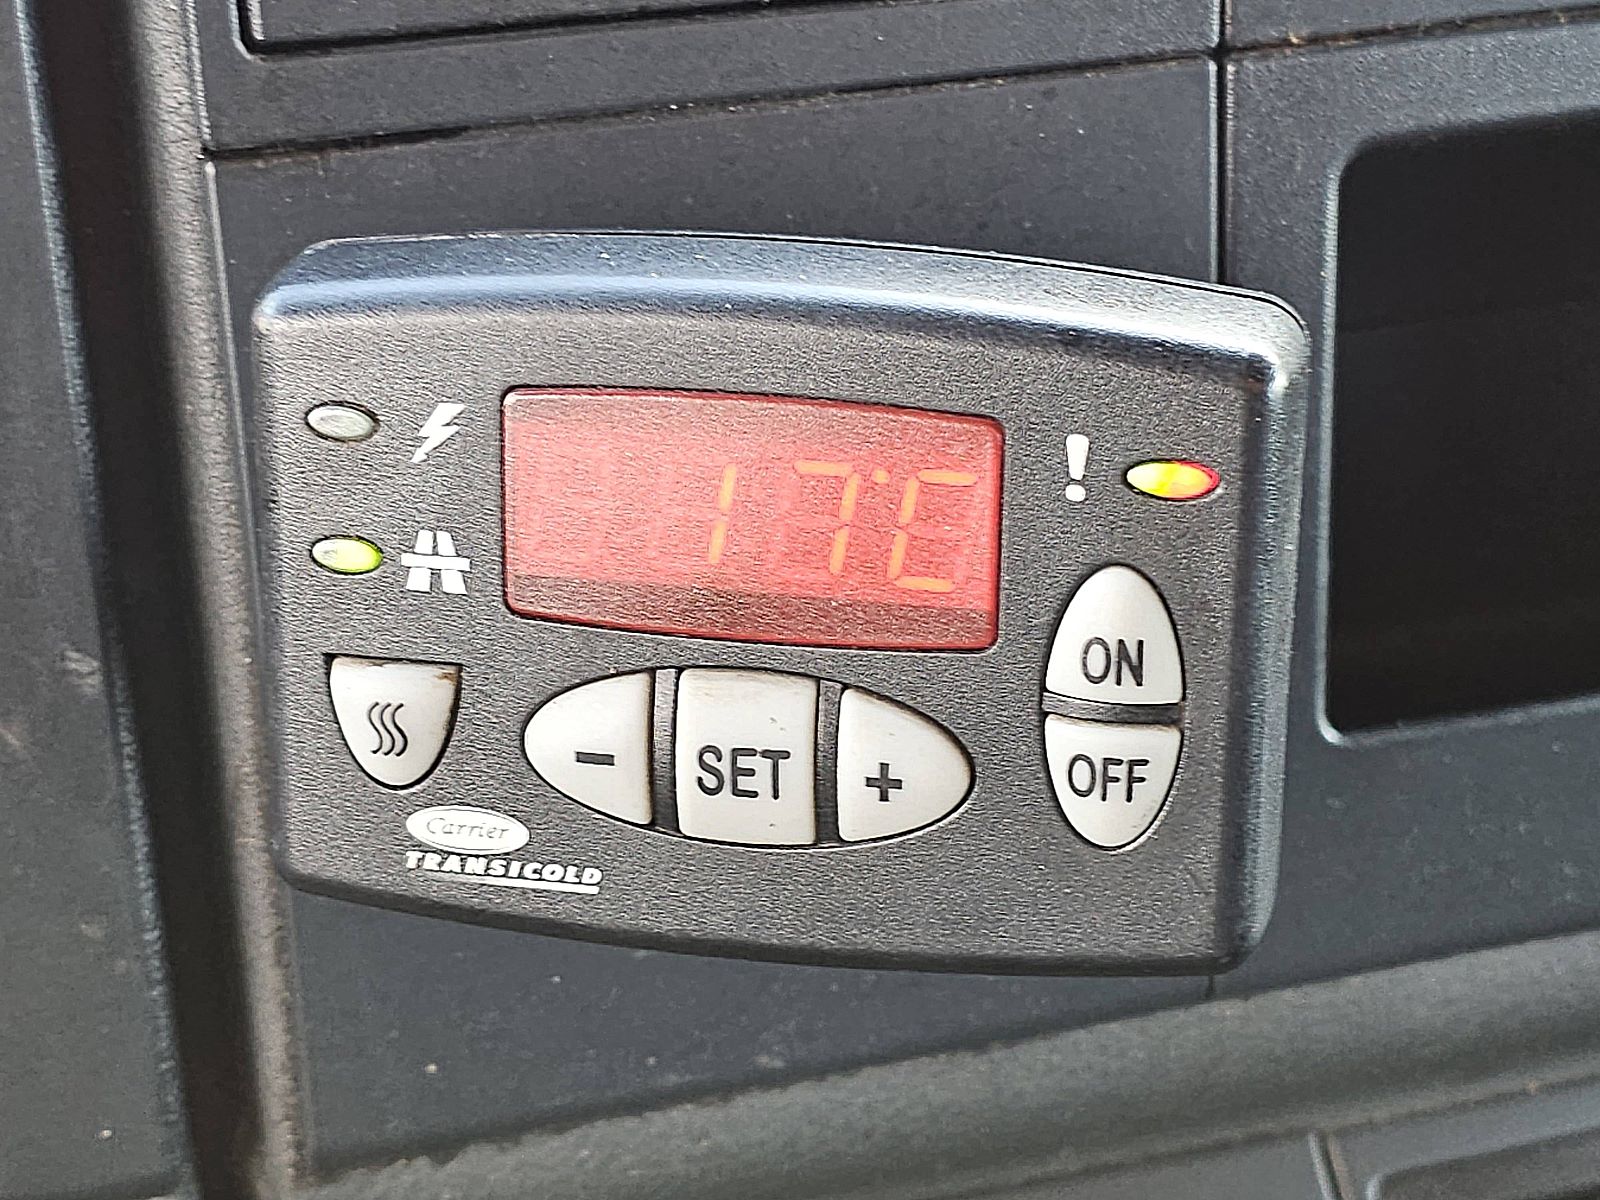 17°C
!
ON
OFF
- SET +
Carrier
TRANSICOLD